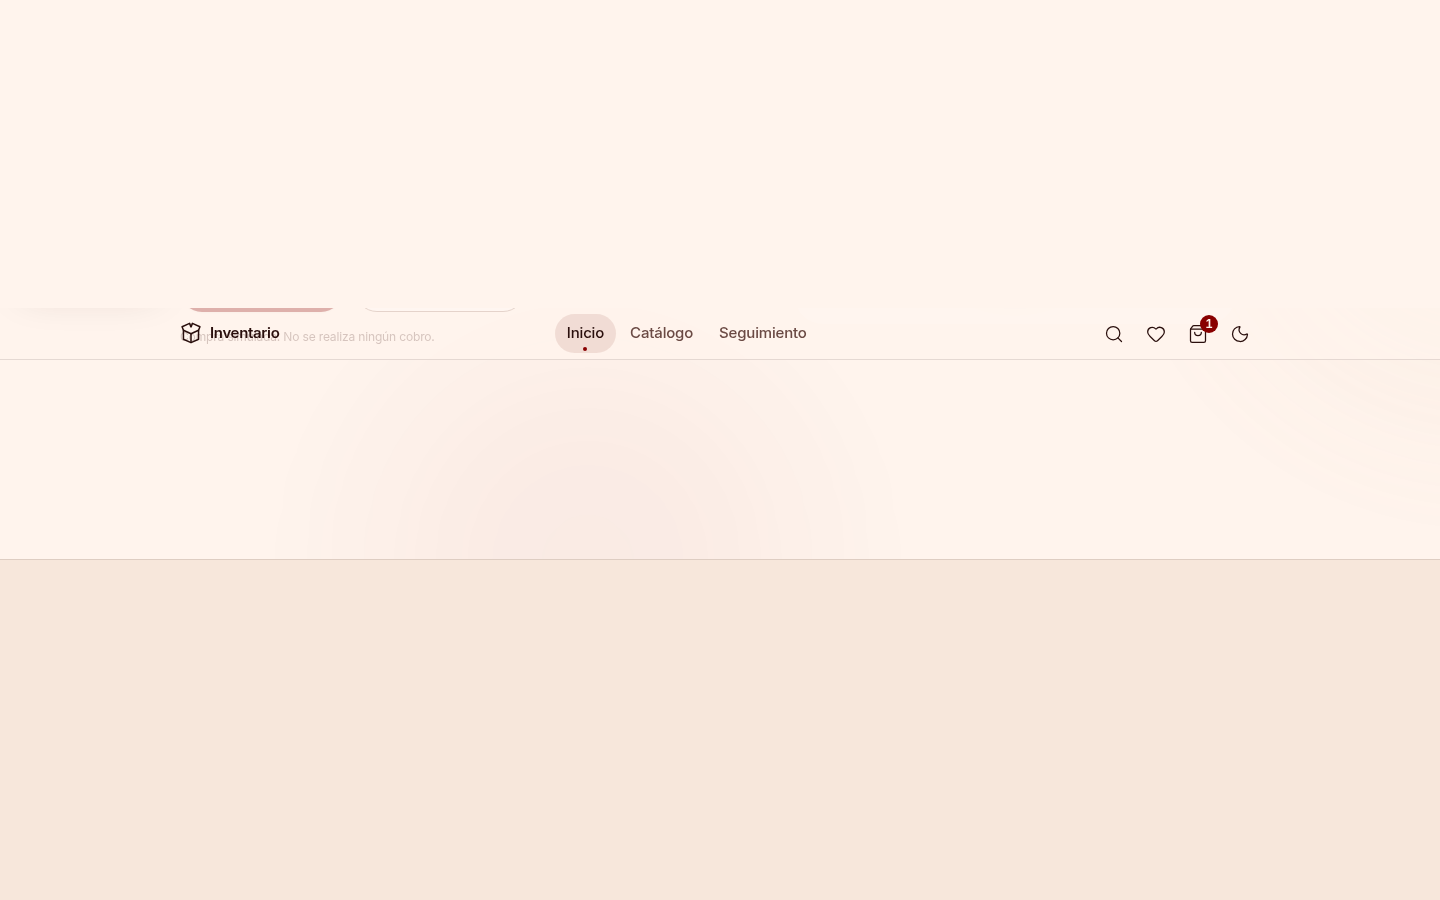 Inventario
No se realiza ningún cobro.
Inicio
Catálogo
Seguimiento
1